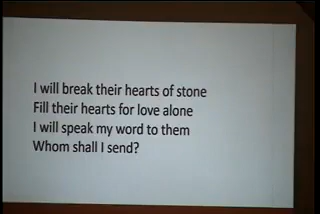 I will break their hearts of stone
Fill their hearts for love alone
I will speak my word to them
Whom shall I send?